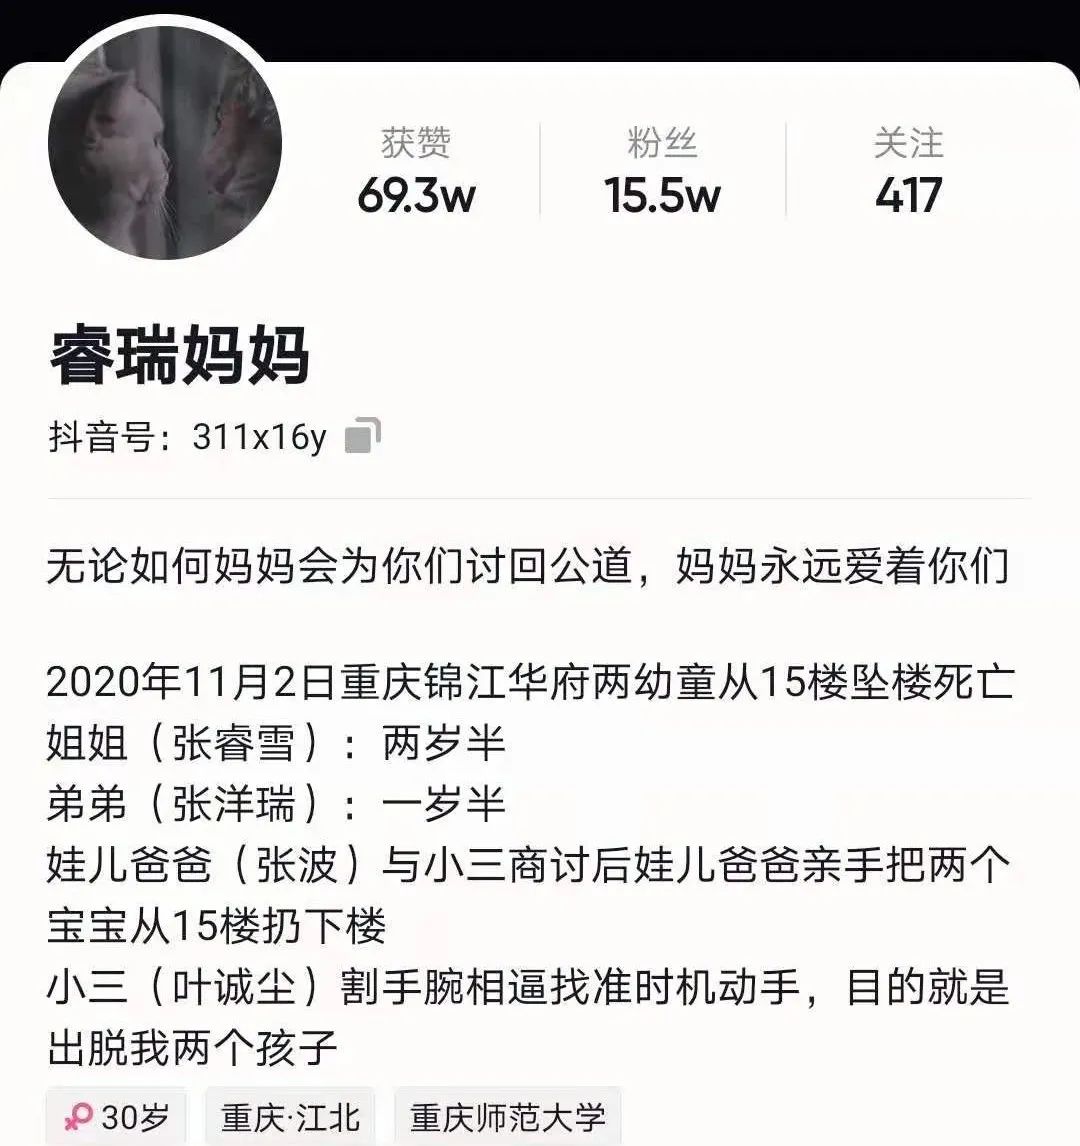 获赞 粉丝 关注
69.3w 15.5w 417
睿瑞妈妈
抖音号：311x16y
无论如何妈妈会为你们讨回公道，妈妈永远爱着你们
2020年11月2日重庆锦江华府两幼童从15楼坠楼死亡
姐姐（张睿雪）：两岁半
弟弟（张洋瑞）：一岁半
娃儿爸爸（张波）与小三商讨后娃儿爸爸亲手把两个
宝宝从15楼扔下楼
小三（叶诚尘）割手腕相逼找准时机动手，目的就是
出脱我两个孩子
30岁 重庆·江北 重庆师范大学